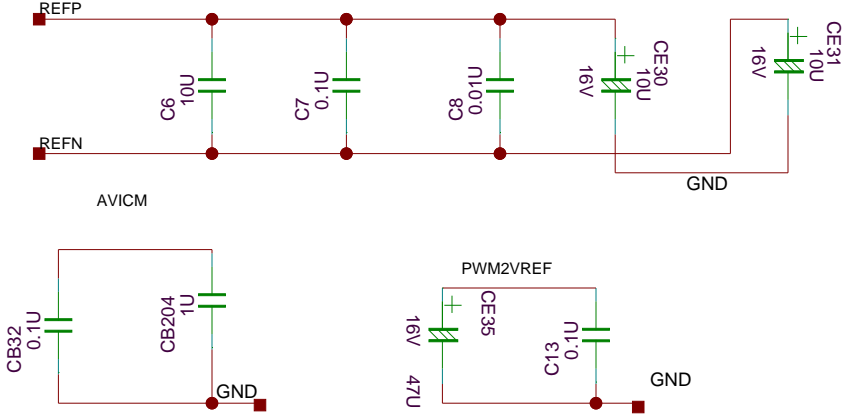 REFP
C6
10U
C7
0.1U
C8
0.01U
16V
CE30
10U
16V
CE31
10U
REFN
GND
AVICM
CB32
0.1U
CB204
1U
GND
PWM2VREF
16V
CE35
47U
C13
0.1U
GND